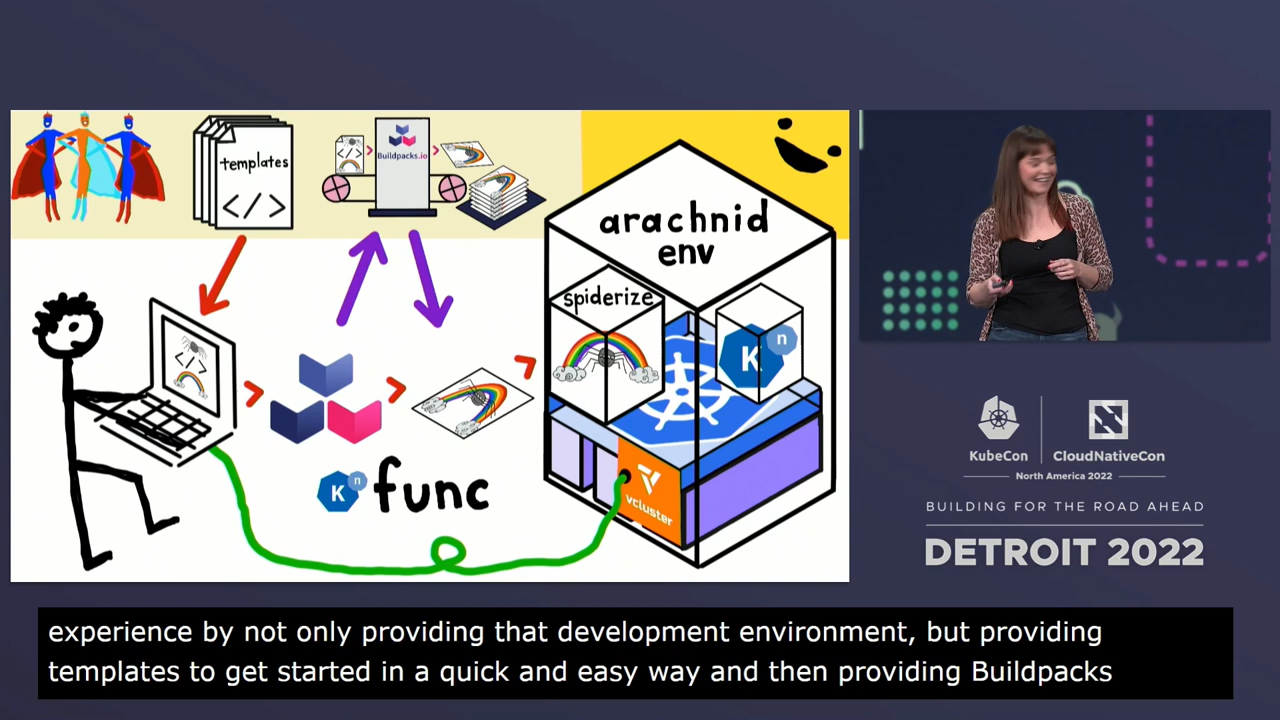 templates
</>
</>
Buildpacks.io
arachnid
env
spiderize
</>
K
n
K
n
func
vcluster
KubeCon
CloudNativeCon
North America 2022
BUILDING FOR THE ROAD AHEAD
DETROIT 2022
experience by not only providing that development environment, but providing
templates to get started in a quick and easy way and then providing Buildpacks